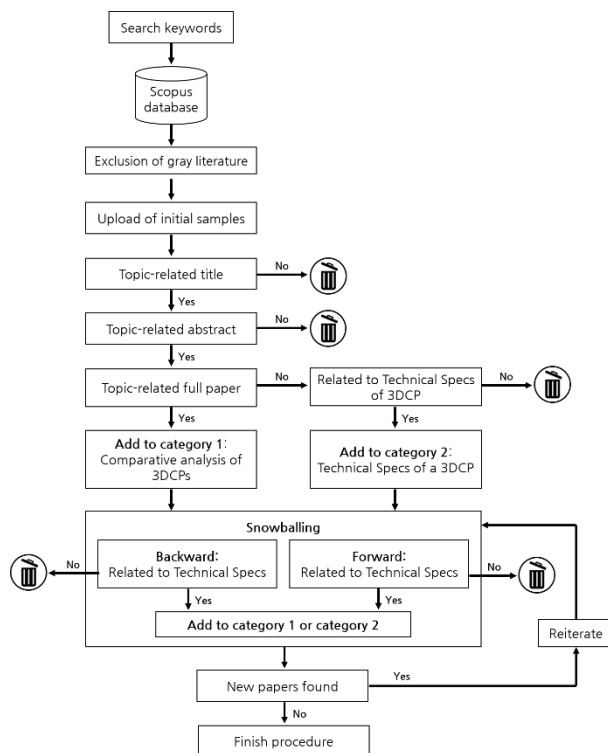 Search keywords
Scopus
database
Exclusion of gray literature
Upload of initial samples
Topic-related title
No
Yes
Topic-related abstract
No
Yes
Topic-related full paper
No
Related to Technical Specs
of 3DCP
No
Yes
Yes
Add to category 1:
Comparative analysis of
3DCPs
Add to category 2:
Technical Specs of a 3DCP
Snowballing
No
Backward:
Related to Technical Specs
Forward:
Related to Technical Specs
No
Yes
Yes
Add to category 1 or category 2
Reiterate
New papers found
Yes
No
Finish procedure